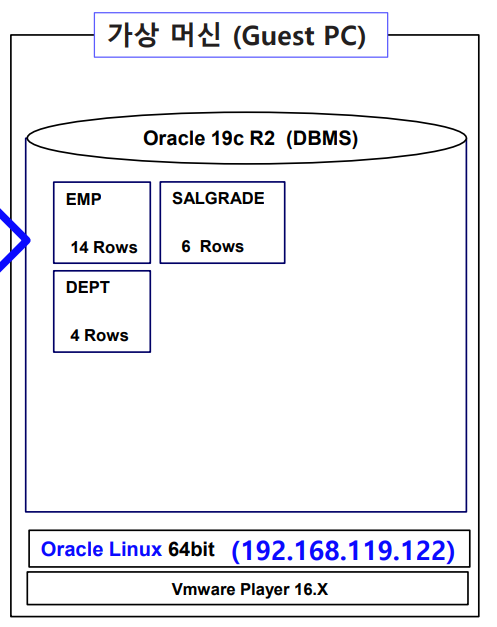 가상 머신 (Guest PC)
Oracle 19c R2 (DBMS)
EMP
14 Rows
SALGRADE
6 Rows
DEPT
4 Rows
Oracle Linux 64bit (192.168.119.122)
Vmware Player 16.X